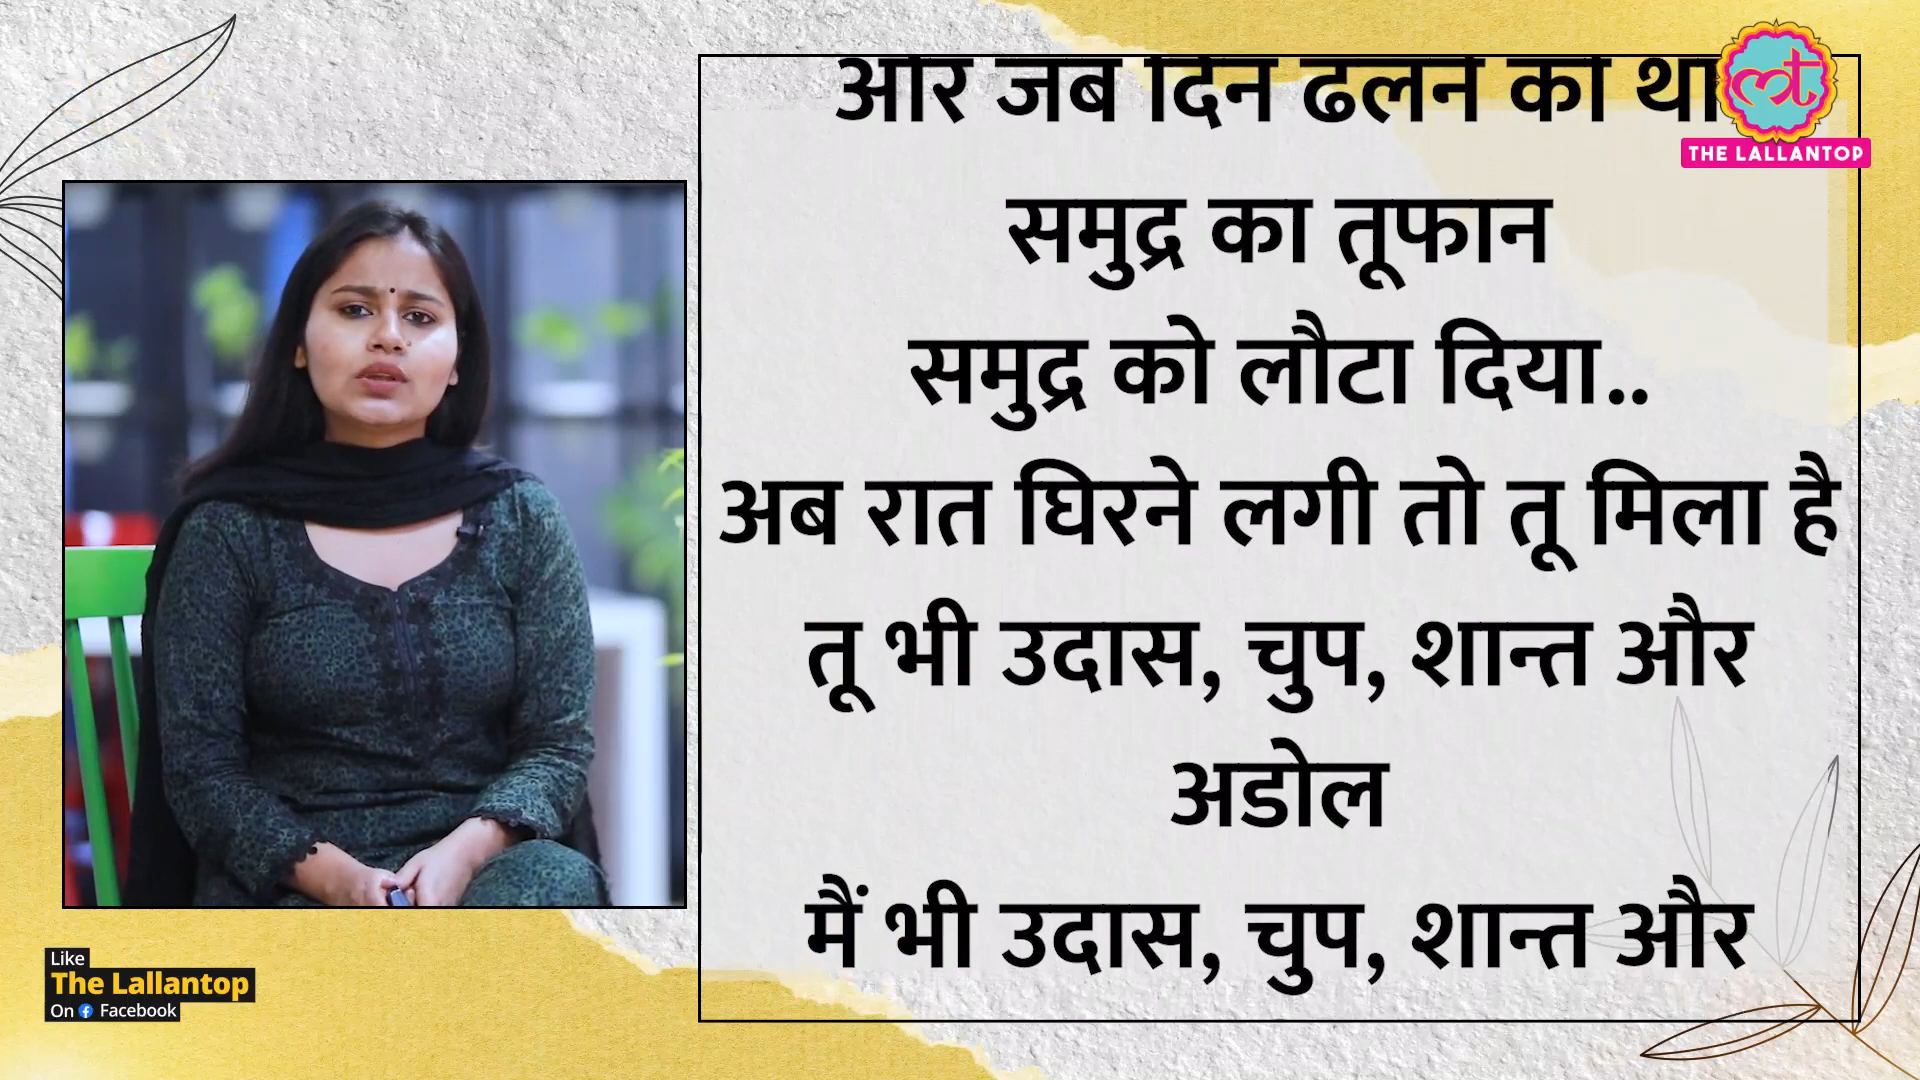 और जब दिन ढलने को था
समुद्र का तूफान
समुद्र को लौटा दिया..
अब रात घिरने लगी तो तू मिला है
तू भी उदास, चुप, शान्त और
अडोल
मैं भी उदास, चुप, शान्त और
THE LALLANTOP
Like
The Lallantop
On Facebook